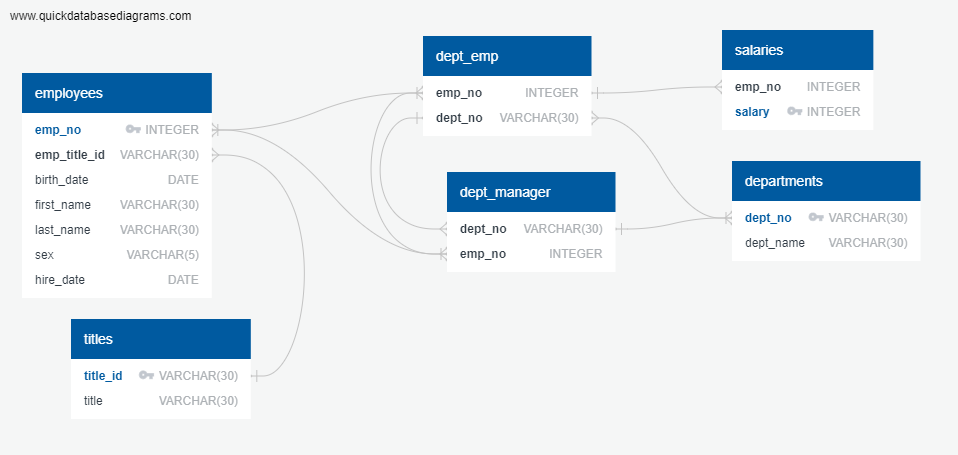 www.quickdatabasediagrams.com
employees
emp_no INTEGER
emp_title_id VARCHAR(30)
birth_date DATE
first_name VARCHAR(30)
last_name VARCHAR(30)
sex VARCHAR(5)
hire_date DATE
titles
title_id VARCHAR(30)
title VARCHAR(30)
dept_emp
emp_no INTEGER
dept_no VARCHAR(30)
dept_manager
dept_no VARCHAR(30)
emp_no INTEGER
salaries
emp_no INTEGER
salary INTEGER
departments
dept_no VARCHAR(30)
dept_name VARCHAR(30)